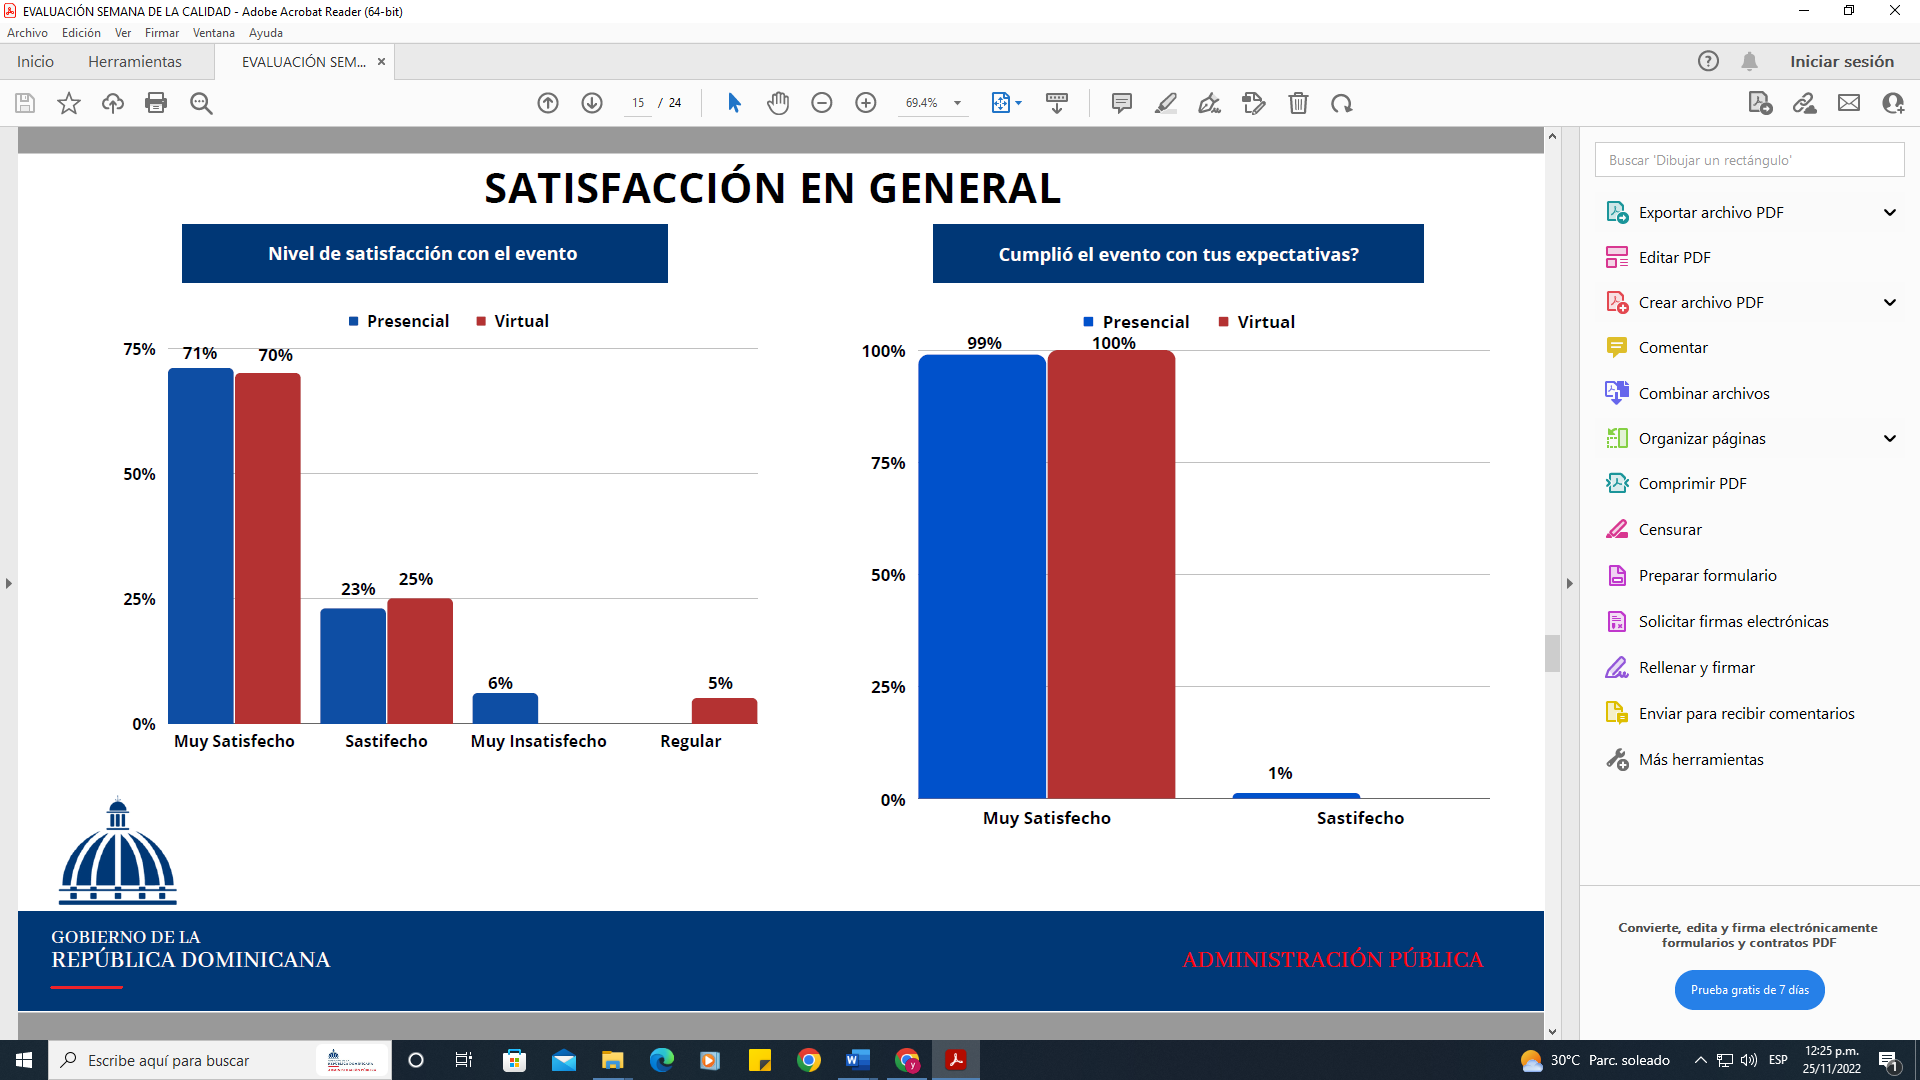 EVALUACIÓN SEMANA DE LA CALIDAD - Adobe Acrobat Reader (64-bit)
Archivo Edición Ver Firmar Ventana Ayuda
Inicio Herramientas EVALUACIÓN SEM... × Iniciar sesión
15 / 24 69.4%
SATISFACCIÓN EN GENERAL
Nivel de satisfacción con el evento
Presencial Virtual
75%
50%
25%
0%
71% 70%
23% 25%
6%
5%
Muy Satisfecho Sastifecho Muy Insatisfecho Regular
Cumplió el evento con tus expectativas?
Presencial Virtual
100%
75%
50%
25%
0%
99% 100%
1%
Muy Satisfecho Sastifecho
GOBIERNO DE LA
REPÚBLICA DOMINICANA
ADMINISTRACIÓN PÚBLICA
Buscar 'Dibujar un rectángulo'
Exportar archivo PDF
Editar PDF
Crear archivo PDF
Comentar
Combinar archivos
Organizar páginas
Comprimir PDF
Censurar
Preparar formulario
Solicitar firmas electrónicas
Rellenar y firmar
Enviar para recibir comentarios
Más herramientas
Convierte, edita y firma electrónicamente
formularios y contratos PDF
Prueba gratis de 7 días
Escribe aquí para buscar
30°C Parc. soleado
ESP
12:25 p.m.
25/11/2022
1